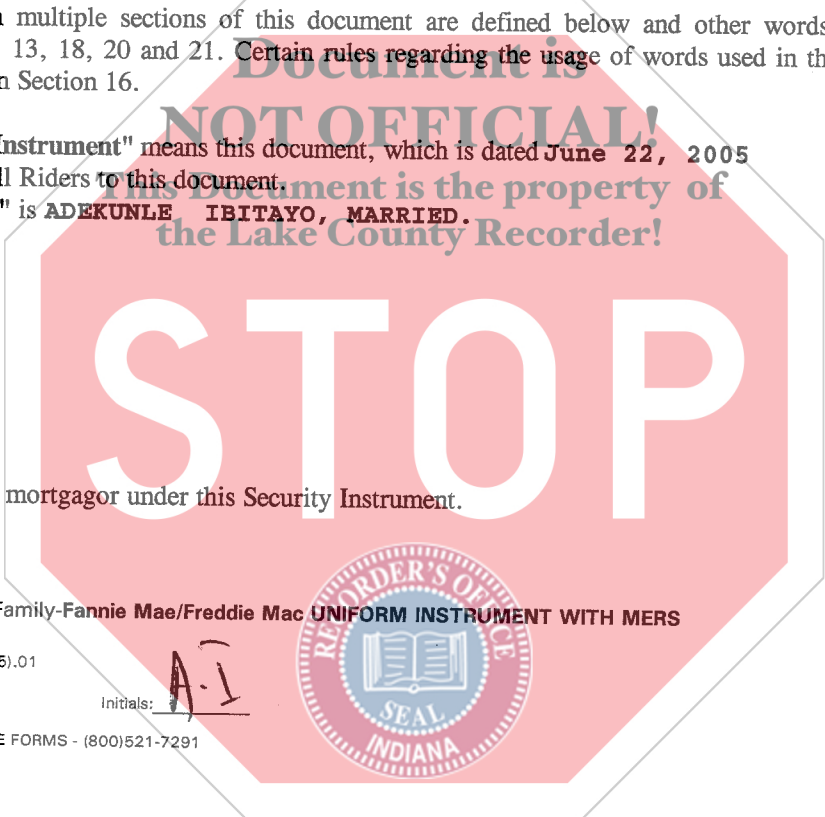 multiple sections of this document are defined below and other words
13, 18, 20 and 21. Certain rules regarding the usage of words used in th
n Section 16.
Document is
NOT OFFICIAL!
Instrument" means this document, which is dated June 22, 2005
ll Riders to this document.
This Document is the property of
" is ADEKUNLE IBITAYO, MARRIED.
the Lake County Recorder!
STOP
mortgagor under this Security Instrument.
Family-Fannie Mae/Freddie Mac UNIFORM INSTRUMENT WITH MERS
RECORDER'S OFFICE
5).01
Initials: A.I
SEAL
INDIANA
E FORMS - (800)521-7291